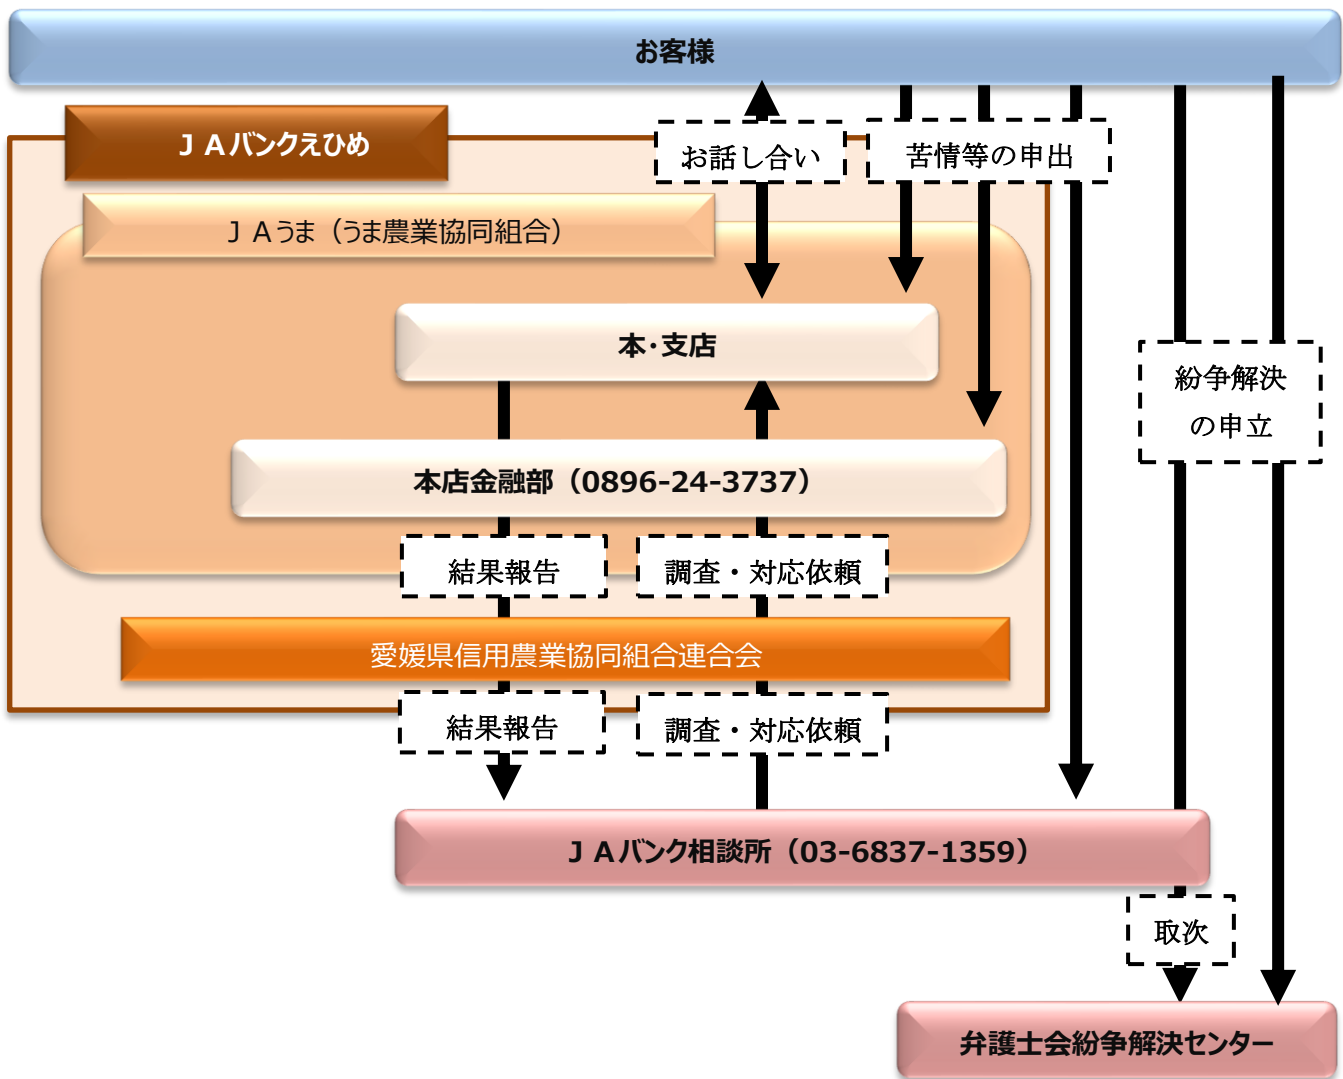 お客様
ＪＡバンクえひめ
お話し合い
苦情等の申出
ＪＡうま（うま農業協同組合）
本･支店
紛争解決
の申立
本店金融部（0896-24-3737）
結果報告
調査・対応依頼
愛媛県信用農業協同組合連合会
結果報告
調査・対応依頼
ＪＡバンク相談所（03-6837-1359）
取次
弁護士会紛争解決センター